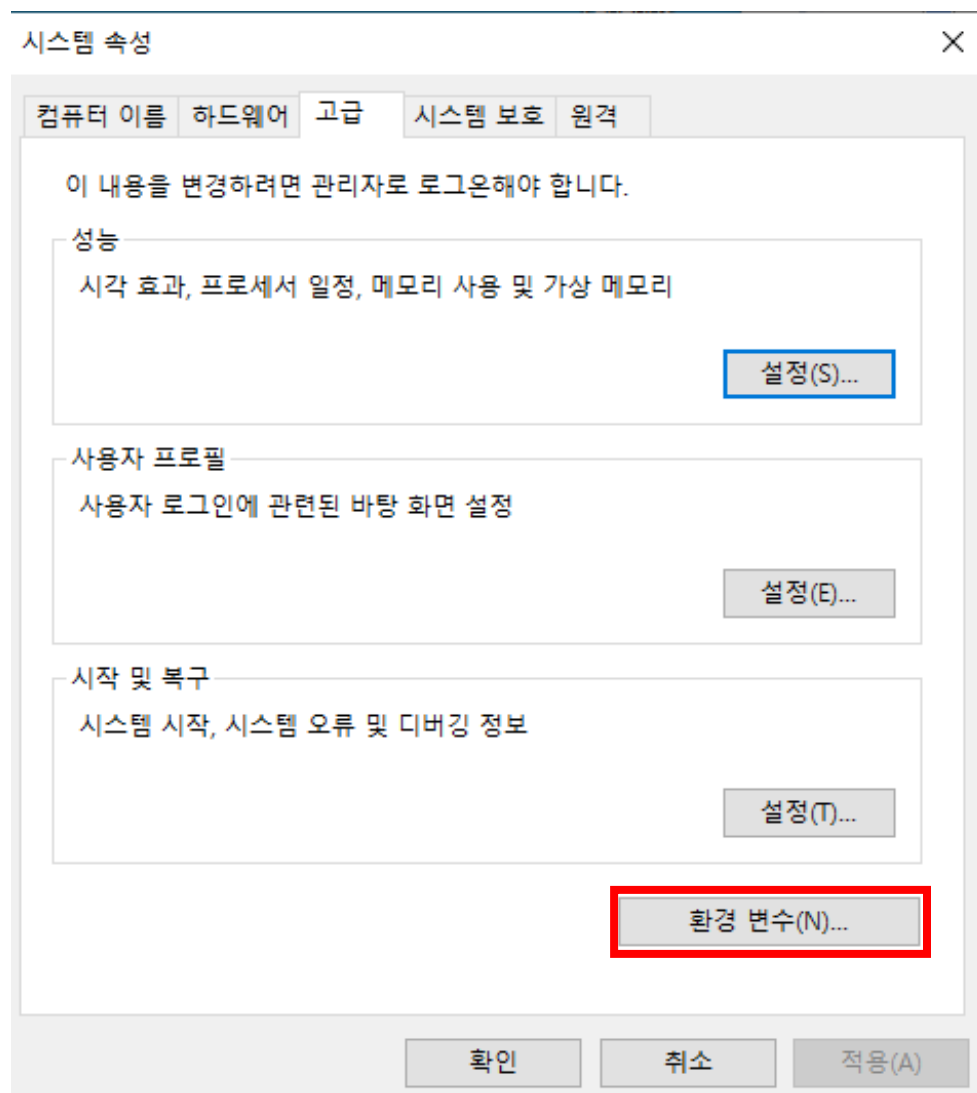 시스템 속성
컴퓨터 이름 하드웨어 고급 시스템 보호 원격
이 내용을 변경하려면 관리자로 로그온해야 합니다.
성능
시각 효과, 프로세서 일정, 메모리 사용 및 가상 메모리
설정(S)...
사용자 프로필
사용자 로그인에 관련된 바탕 화면 설정
설정(E)...
시작 및 복구
시스템 시작, 시스템 오류 및 디버깅 정보
설정(T)...
환경 변수(N)...
확인 취소 적용(A)